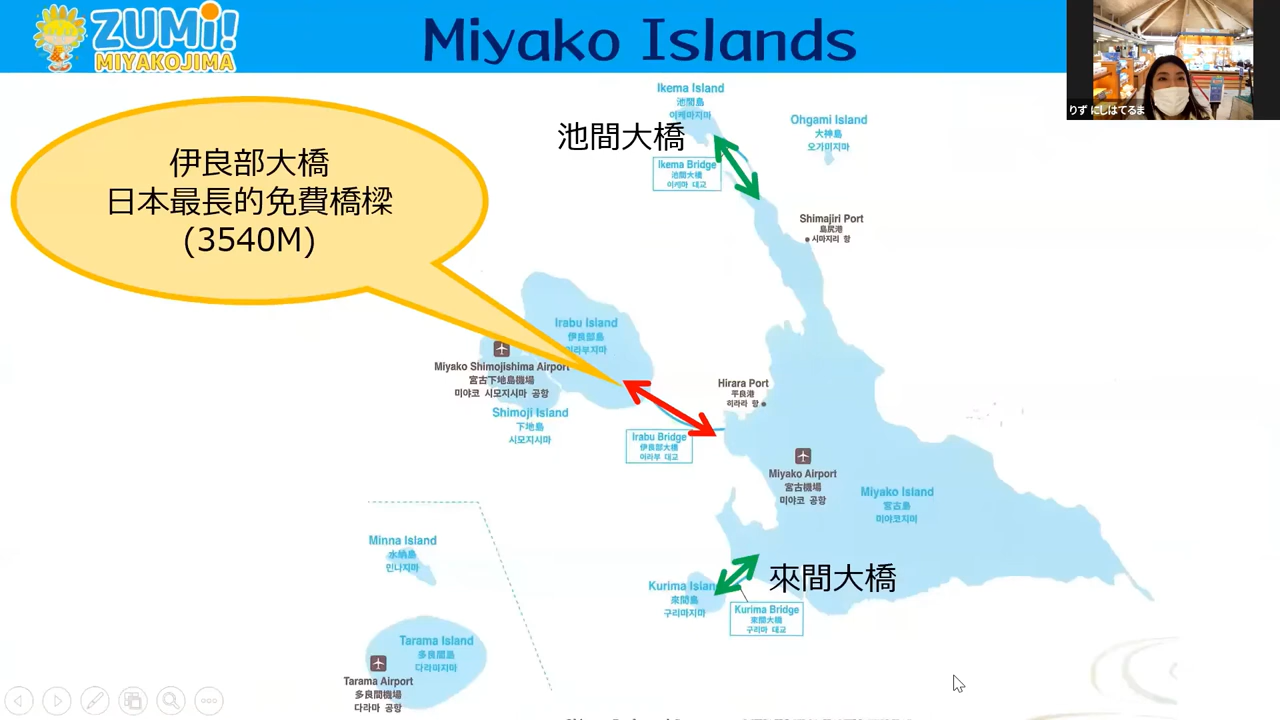 ZUMi!
MIYAKOJIMA
Miyako Islands
りず にしはてるま
Ikema Island
池間島
이케마지마
池間大橋
Ikema Bridge
池間大橋
이케마 대교
Ohgami Island
大神島
오가미지마
伊良部大橋
日本最長的免費橋樑
(3540M)
Shimajiri Port
島尻港
시마지리 항
Irabu Island
伊良部島
이라부지마
Miyako Shimojishima Airport
宮古下地島機場
미야코 시모지시마 공항
Shimoji Island
下地島
시모지시마
Hirara Port
平良港
히라라 항
Irabu Bridge
伊良部大橋
이라부 대교
Miyako Airport
宮古機場
미야코 공항
Miyako Island
宮古島
미야코지마
Minna Island
水納島
민나지마
Kurima Islan
來間島
구리마지마
來間大橋
Kurima Bridge
來間大橋
구리마 대교
Tarama Island
多良間島
다라마지마
Tarama Airport
多良間機場
다라마 공항